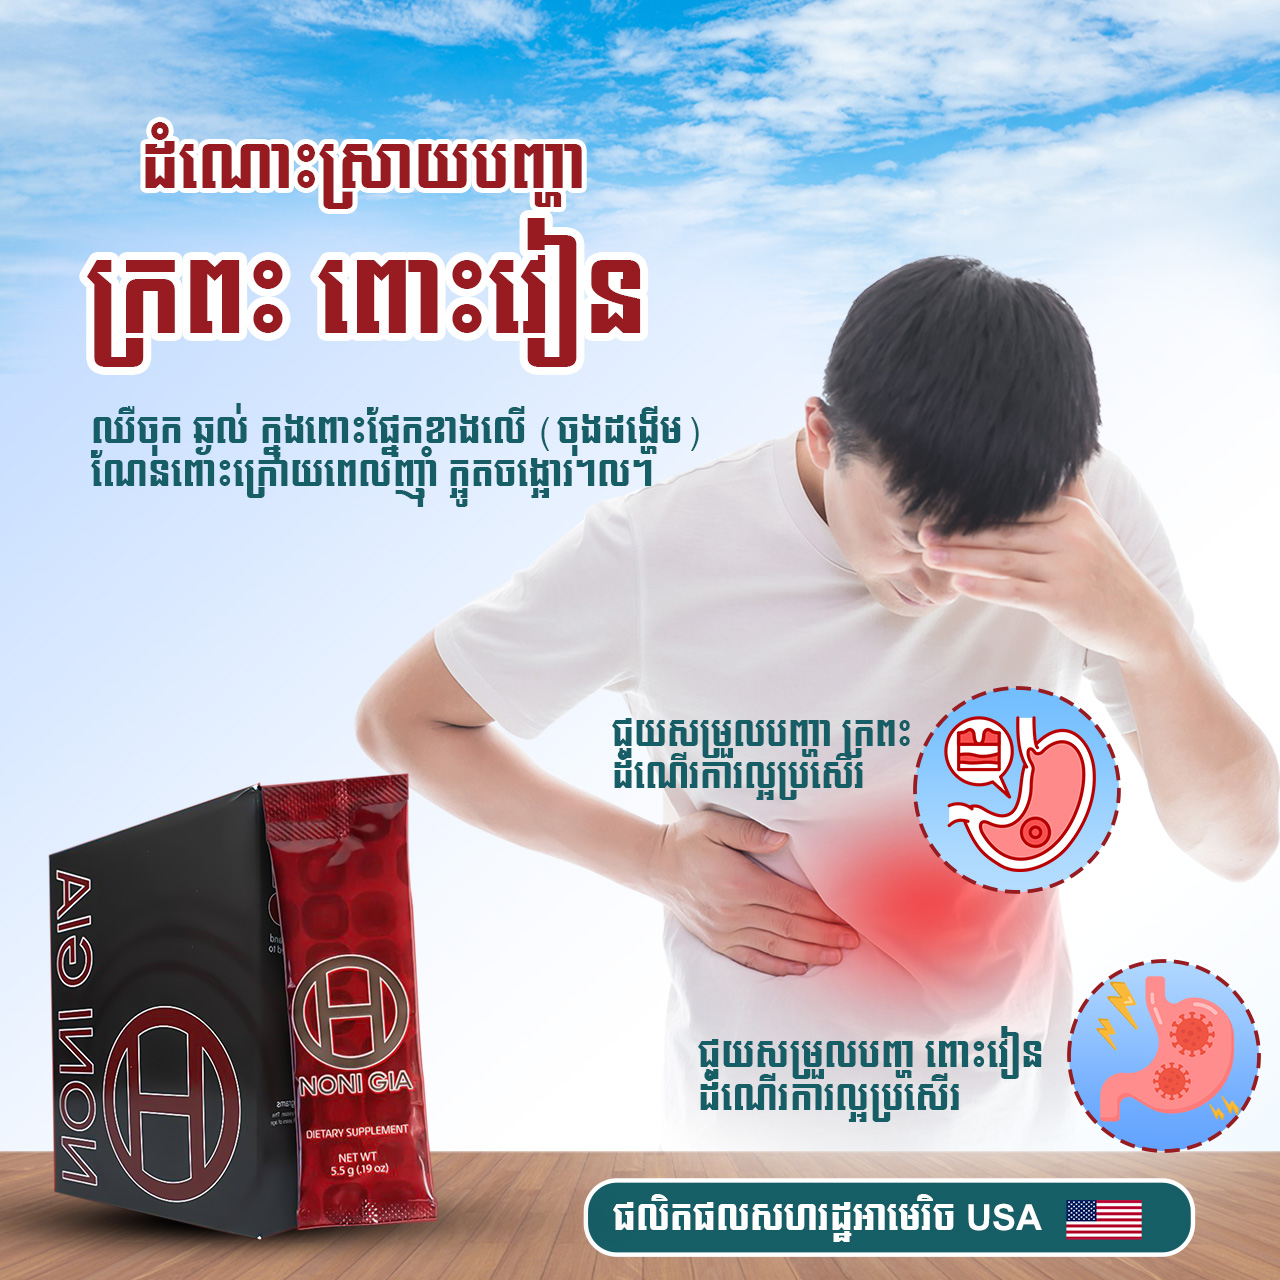 ដំណោះស្រាយបញ្ហា
ក្រពះ ពោះវៀន
ឈឺចុក ឆ្អល់ ក្នុងពោះផ្នែកខាងលើ (ចុងដង្ហើម)
ណែនពោះក្រោយពេលញ៉ាំ ក្អួតចង្អោរ។ល។
ជួយសម្រួលបញ្ហា ក្រពះ
ដំណើរការល្អប្រសើរ
ជួយសម្រួលបញ្ហ ពោះវៀន
ដំណើរការល្អប្រសើរ
NONI GIA
NONI GIA
DIETARY SUPPLEMENT
NET WT
5.5 g (.19 oz)
ផលិតផលសហរដ្ឋអាមេរិច USA